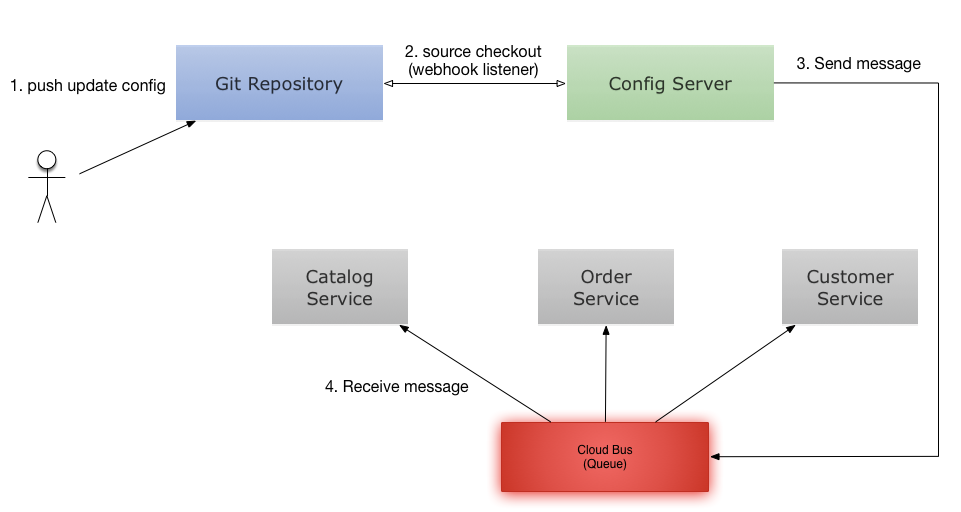 1. push update config
Git Repository
2. source checkout
(webhook listener)
Config Server
3. Send message
Catalog
Service
Order
Service
Customer
Service
4. Receive message
Cloud Bus
(Queue)